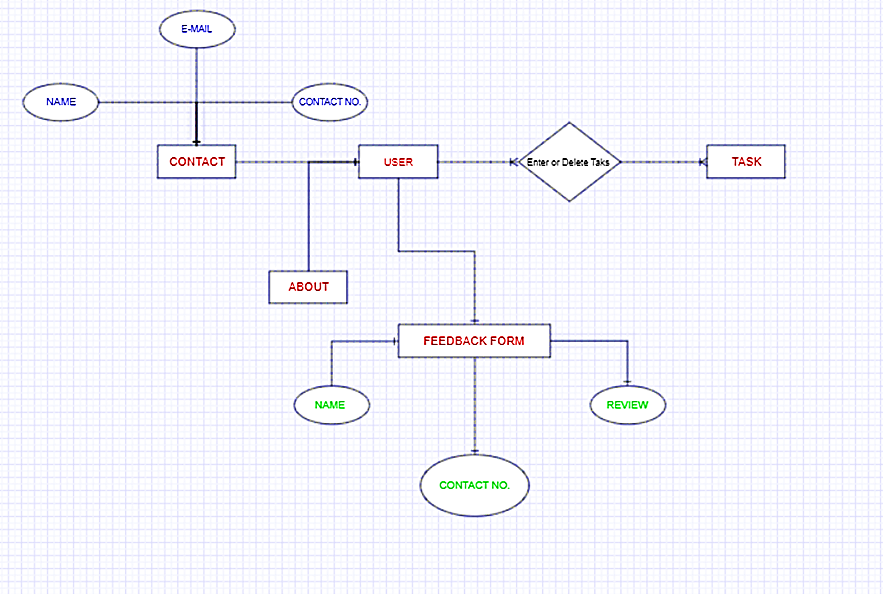 E-MAIL
NAME
CONTACT NO.
CONTACT
USER
Enter or Delete Taks
TASK
ABOUT
FEEDBACK FORM
NAME
REVIEW
CONTACT NO.